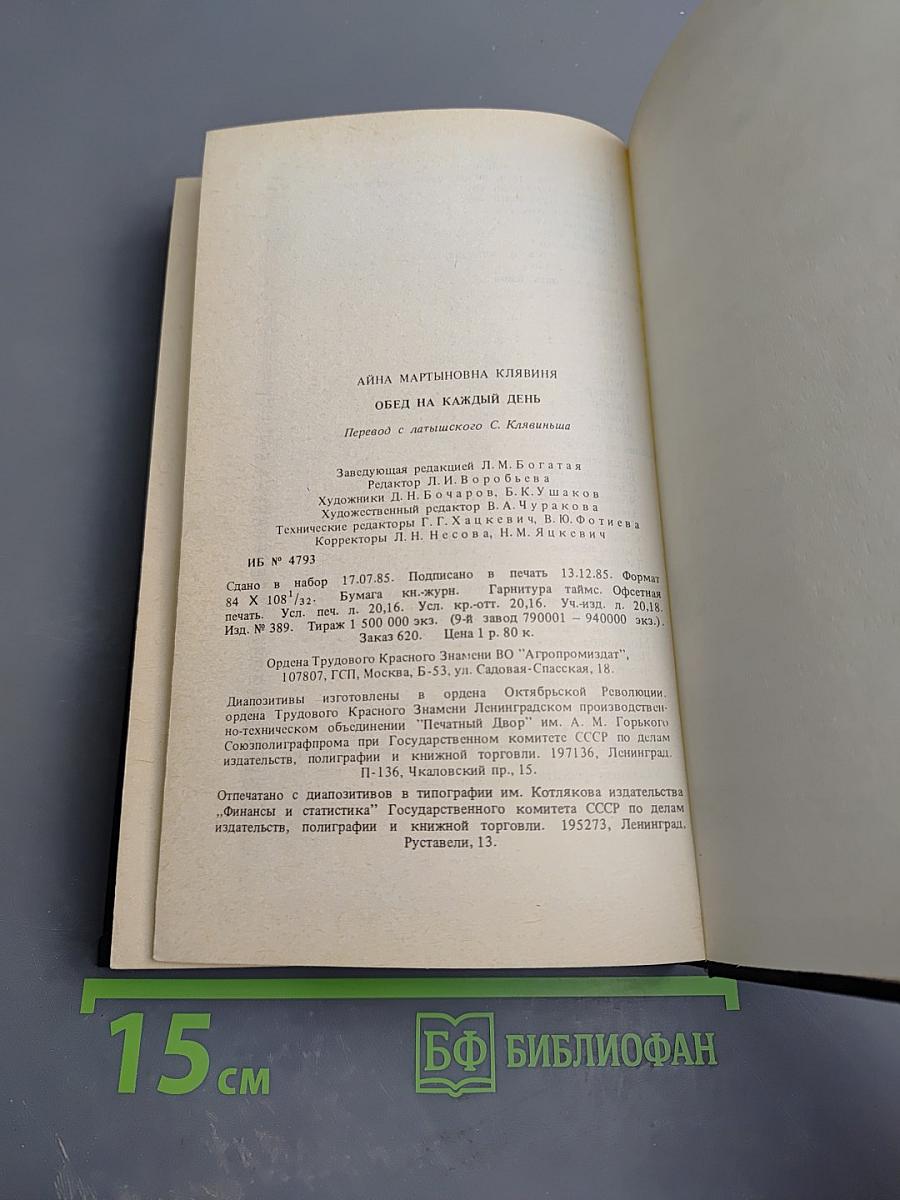 АЙНА МАРТЫНОВНА КЛЯВИНЯ
ОБЕД НА КАЖДЫЙ ДЕНЬ
Перевод с латышского С. Клявиньша
Заведующая редакцией Л. М. Богатая
Редактор Л. И. Воробьева
Художники Д. Н. Бочаров, Б. К. Ушаков
Художественный редактор В. А. Чуракова
Технические редакторы Г. Г. Хацкевич, В. Ю. Фотиева
Корректоры Л. Н. Несова, Н. М. Яцкевич
ИБ № 4793
Сдано в набор 17.07.85. Подписано в печать 13.12.85. Формат
84 X 108 1/32. Бумага кн.-журн. Гарнитура таймс. Офсетная
печать. Усл. печ. л. 20,16. Усл. кр.-отт. 20,16. Уч.-изд. л. 20,18.
Изд. № 389. Тираж 1 500 000 экз. (9-й завод 790001 — 940000 экз.).
Заказ 620. Цена 1 р. 80 к.
Ордена Трудового Красного Знамени ВО "Агропромиздат",
107807, ГСП, Москва, Б-53, ул. Садовая-Спасская, 18.
Диапозитивы изготовлены в ордена Октябрьской Революции,
ордена Трудового Красного Знамени Ленинградском производствен-
но-техническом объединении "Печатный Двор" им. А. М. Горького
Союзполиграфпрома при Государственном комитете СССР по делам
издательств, полиграфии и книжной торговли. 197136, Ленинград,
П-136, Чкаловский пр., 15.
Отпечатано с диапозитивов в типографии им. Котлякова издательства
„Финансы и статистика" Государственного комитета СССР по делам
издательств, полиграфии и книжной торговли. 195273, Ленинград,
Руставели, 13.
15 см
БФ БИБЛИОФАН